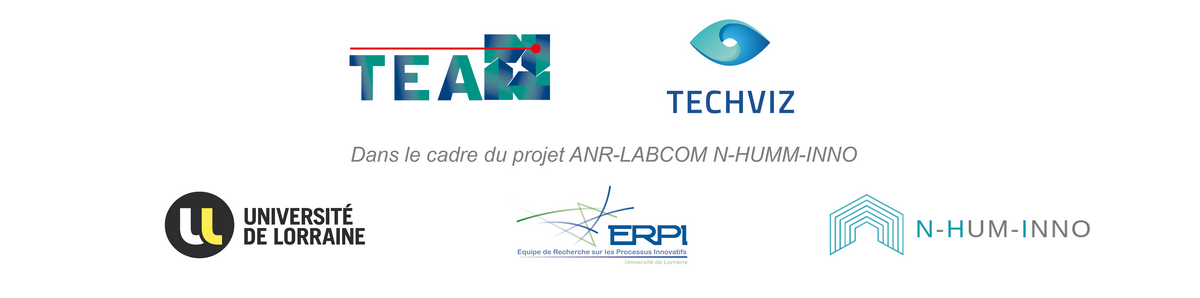 TEA
TECHVIZ
Dans le cadre du projet ANR-LABCOM N-HUMM-INNO
UNIVERSITÉ
DE LORRAINE
ERPI
Equipe de Recherche sur les Processus Innovatifs
Université de Lorraine
N-HUM-INNO